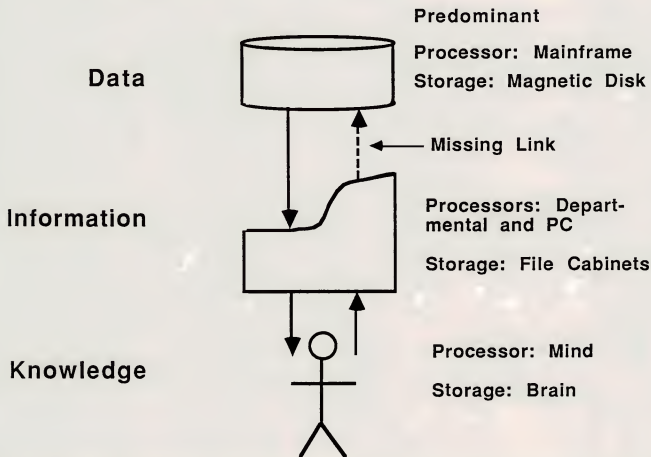 Predominant
Data
Processor: Mainframe
Storage: Magnetic Disk
Missing Link
Information
Processors: Depart-
mental and PC
Storage: File Cabinets
Knowledge
Processor: Mind
Storage: Brain